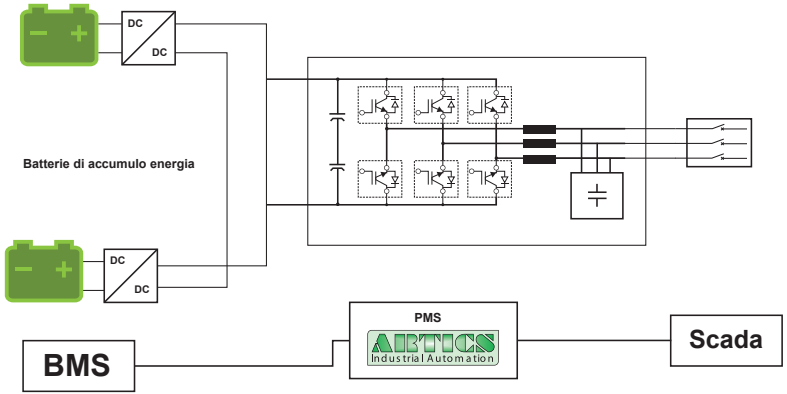 DC
DC
Batterie di accumulo energia
DC
DC
PMS
ARTICS
Industrial Automation
BMS
Scada